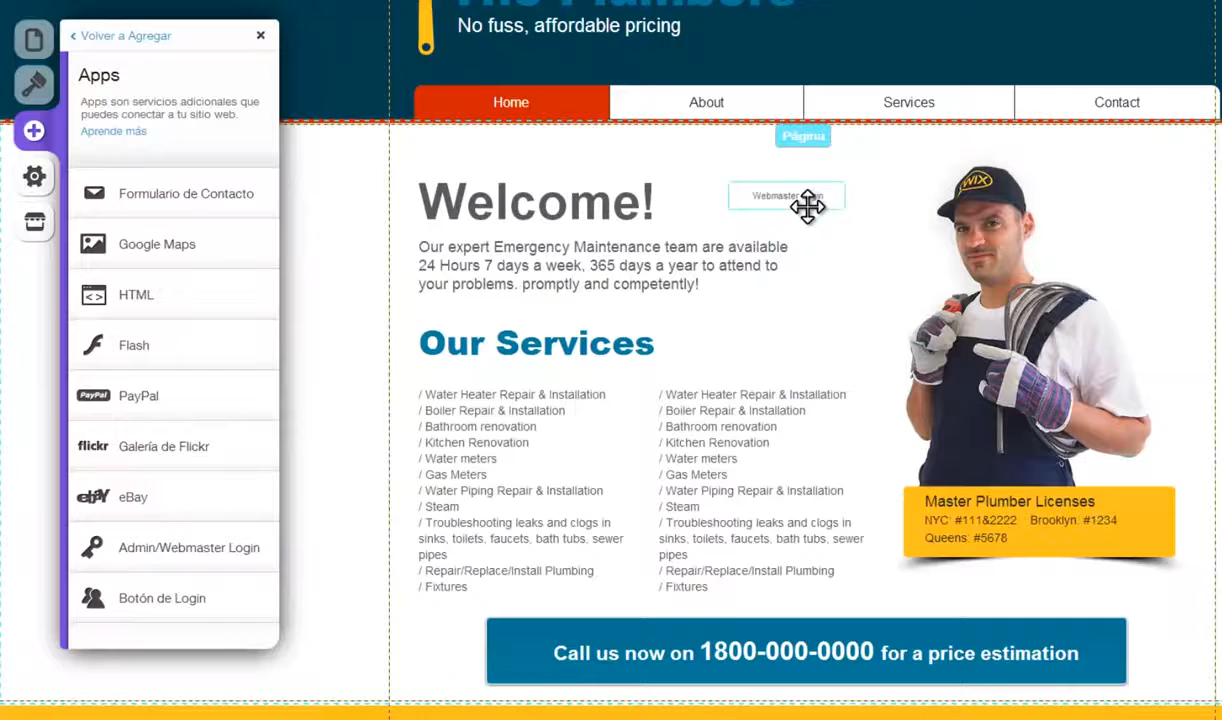 The Plumbers
No fuss, affordable pricing
Volver a Agregar
Apps
Apps son servicios adicionales que
puedes conectar a tu sitio web.
Aprende más
Formulario de Contacto
Google Maps
HTML
Flash
PayPal
PayPal
flickr
Galería de Flickr
ebay
eBay
Admin/Webmaster Login
Botón de Login
Home
About
Services
Contact
Página
Welcome!
Webmaster
WIX
Our expert Emergency Maintenance team are available
24 Hours 7 days a week, 365 days a year to attend to
your problems. promptly and competently!
Our Services
/ Water Heater Repair & Installation
/ Boiler Repair & Installation
/ Bathroom renovation
/ Kitchen Renovation
/ Water meters
/ Gas Meters
/ Water Piping Repair & Installation
/ Steam
/ Troubleshooting leaks and clogs in
sinks, toilets, faucets, bath tubs, sewer
pipes
/ Repair/Replace/Install Plumbing
/ Fixtures
/ Water Heater Repair & Installation
/ Boiler Repair & Installation
/ Bathroom renovation
/ Kitchen Renovation
/ Water meters
/ Gas Meters
/ Water Piping Repair & Installation
/ Steam
/ Troubleshooting leaks and clogs in
sinks, toilets, faucets, bath tubs, sewer
pipes
/ Repair/Replace/Install Plumbing
/ Fixtures
Master Plumber Licenses
NYC: #111&2222 Brooklyn: #1234
Queens: #5678
Call us now on 1800-000-0000 for a price estimation